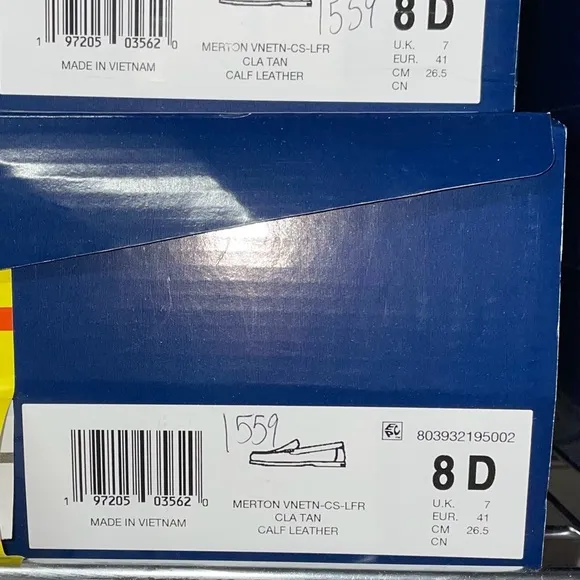 1559
8 D
1 97205 03562 0
MERTON VNETN-CS-LFR
U.K. 7
MADE IN VIETNAM
CLA TAN
EUR. 41
CALF LEATHER
CM 26.5
CN
1559
803932195002
8 D
1 97205 03562 0
MERTON VNETN-CS-LFR
U.K. 7
MADE IN VIETNAM
CLA TAN
EUR. 41
CALF LEATHER
CM 26.5
CN